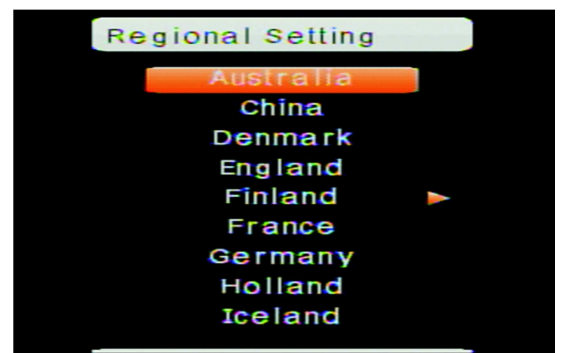 Regional Setting
Australia
China
Denmark
England
Finland
France
Germany
Holland
Iceland